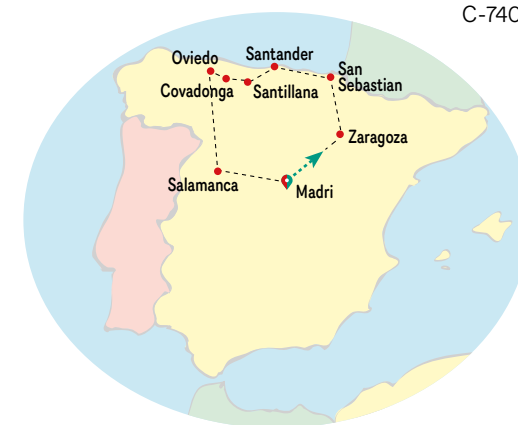 C-740
Oviedo
Santander
San
Sebastian
Covadonga
Santillana
Zaragoza
Salamanca
Madri